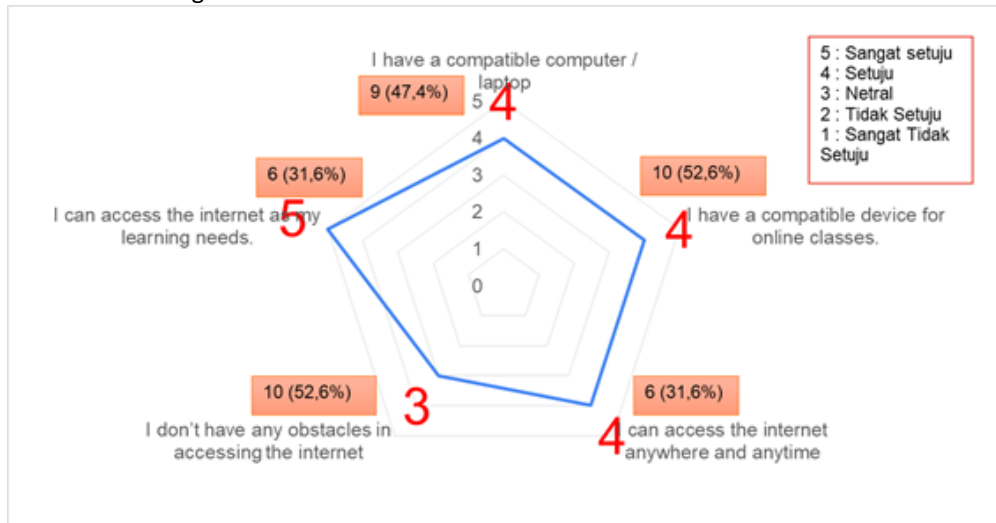 I have a compatible computer /
laptop
9 (47,4%)
5
4
4
3
2
1
0
5 : Sangat setuju
4 : Setuju
3 : Netral
2 : Tidak Setuju
1 : Sangat Tidak
Setuju
10 (52,6%)
4
I have a compatible device for
online classes.
6 (31,6%)
5
I can access the internet as my
learning needs.
10 (52,6%)
3
I don't have any obstacles in
accessing the internet
6 (31,6%)
4
I can access the internet
anywhere and anytime